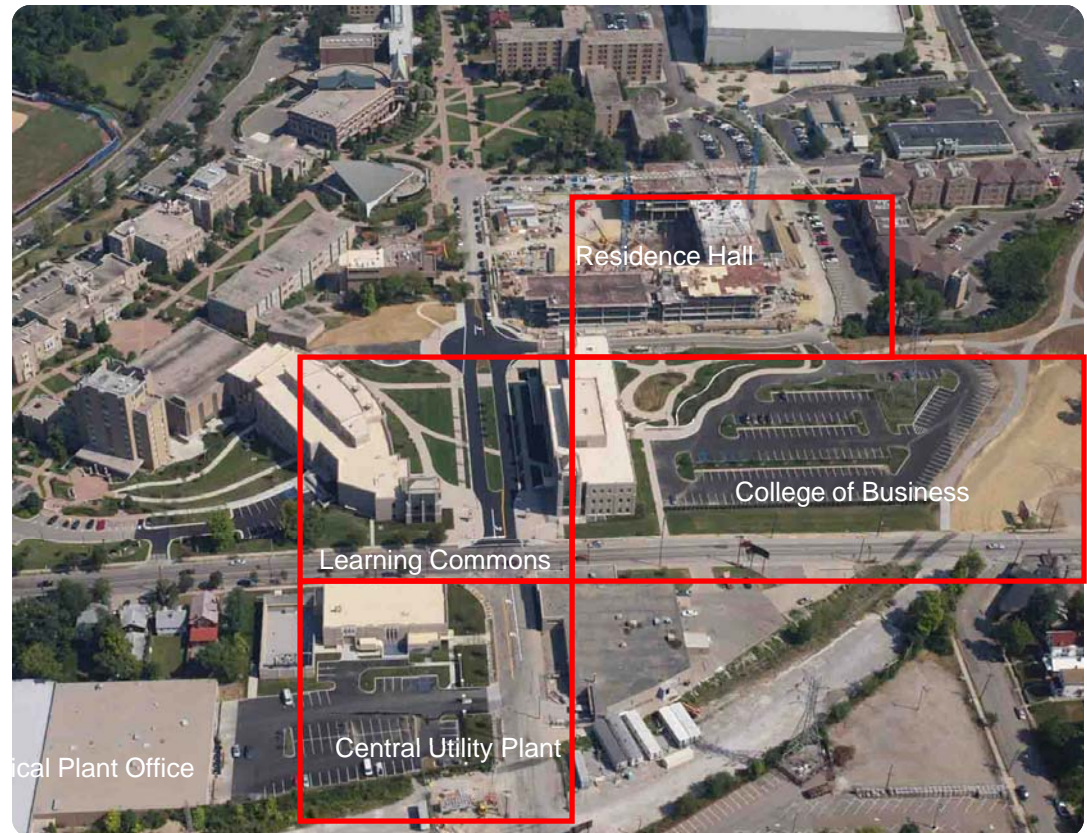 Residence Hall
College of Business
Learning Commons
Central Utility Plant
ical Plant Office